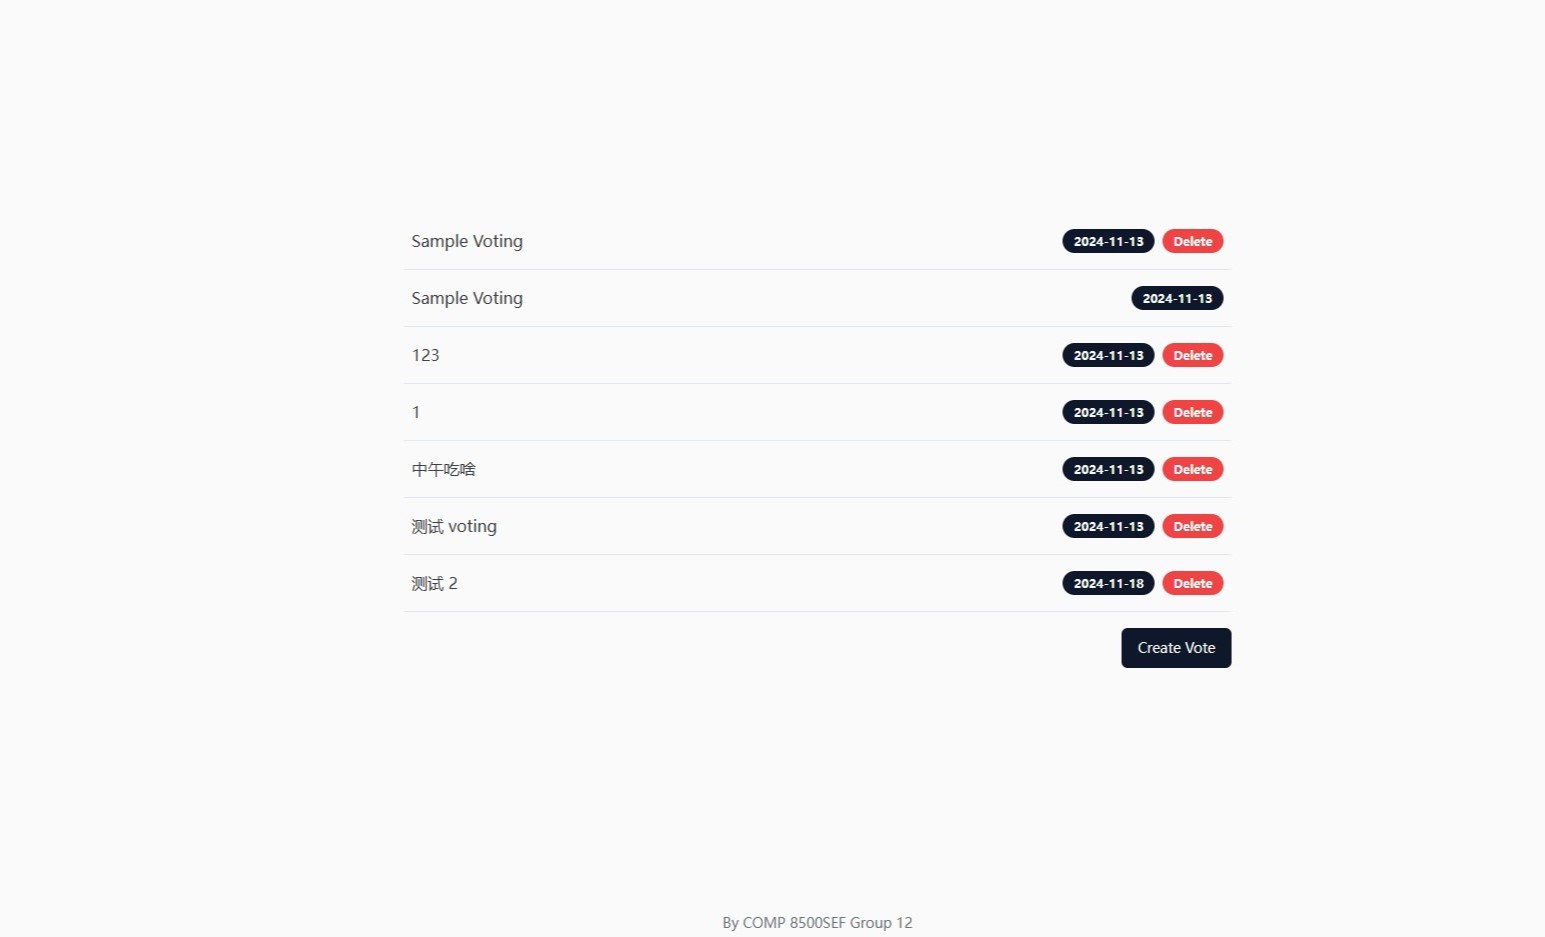 Sample Voting 2024-11-13 Delete
Sample Voting 2024-11-13
123 2024-11-13 Delete
1 2024-11-13 Delete
中午吃啥 2024-11-13 Delete
测试 voting 2024-11-13 Delete
测试 2 2024-11-18 Delete
Create Vote
By COMP 8500SEF Group 12